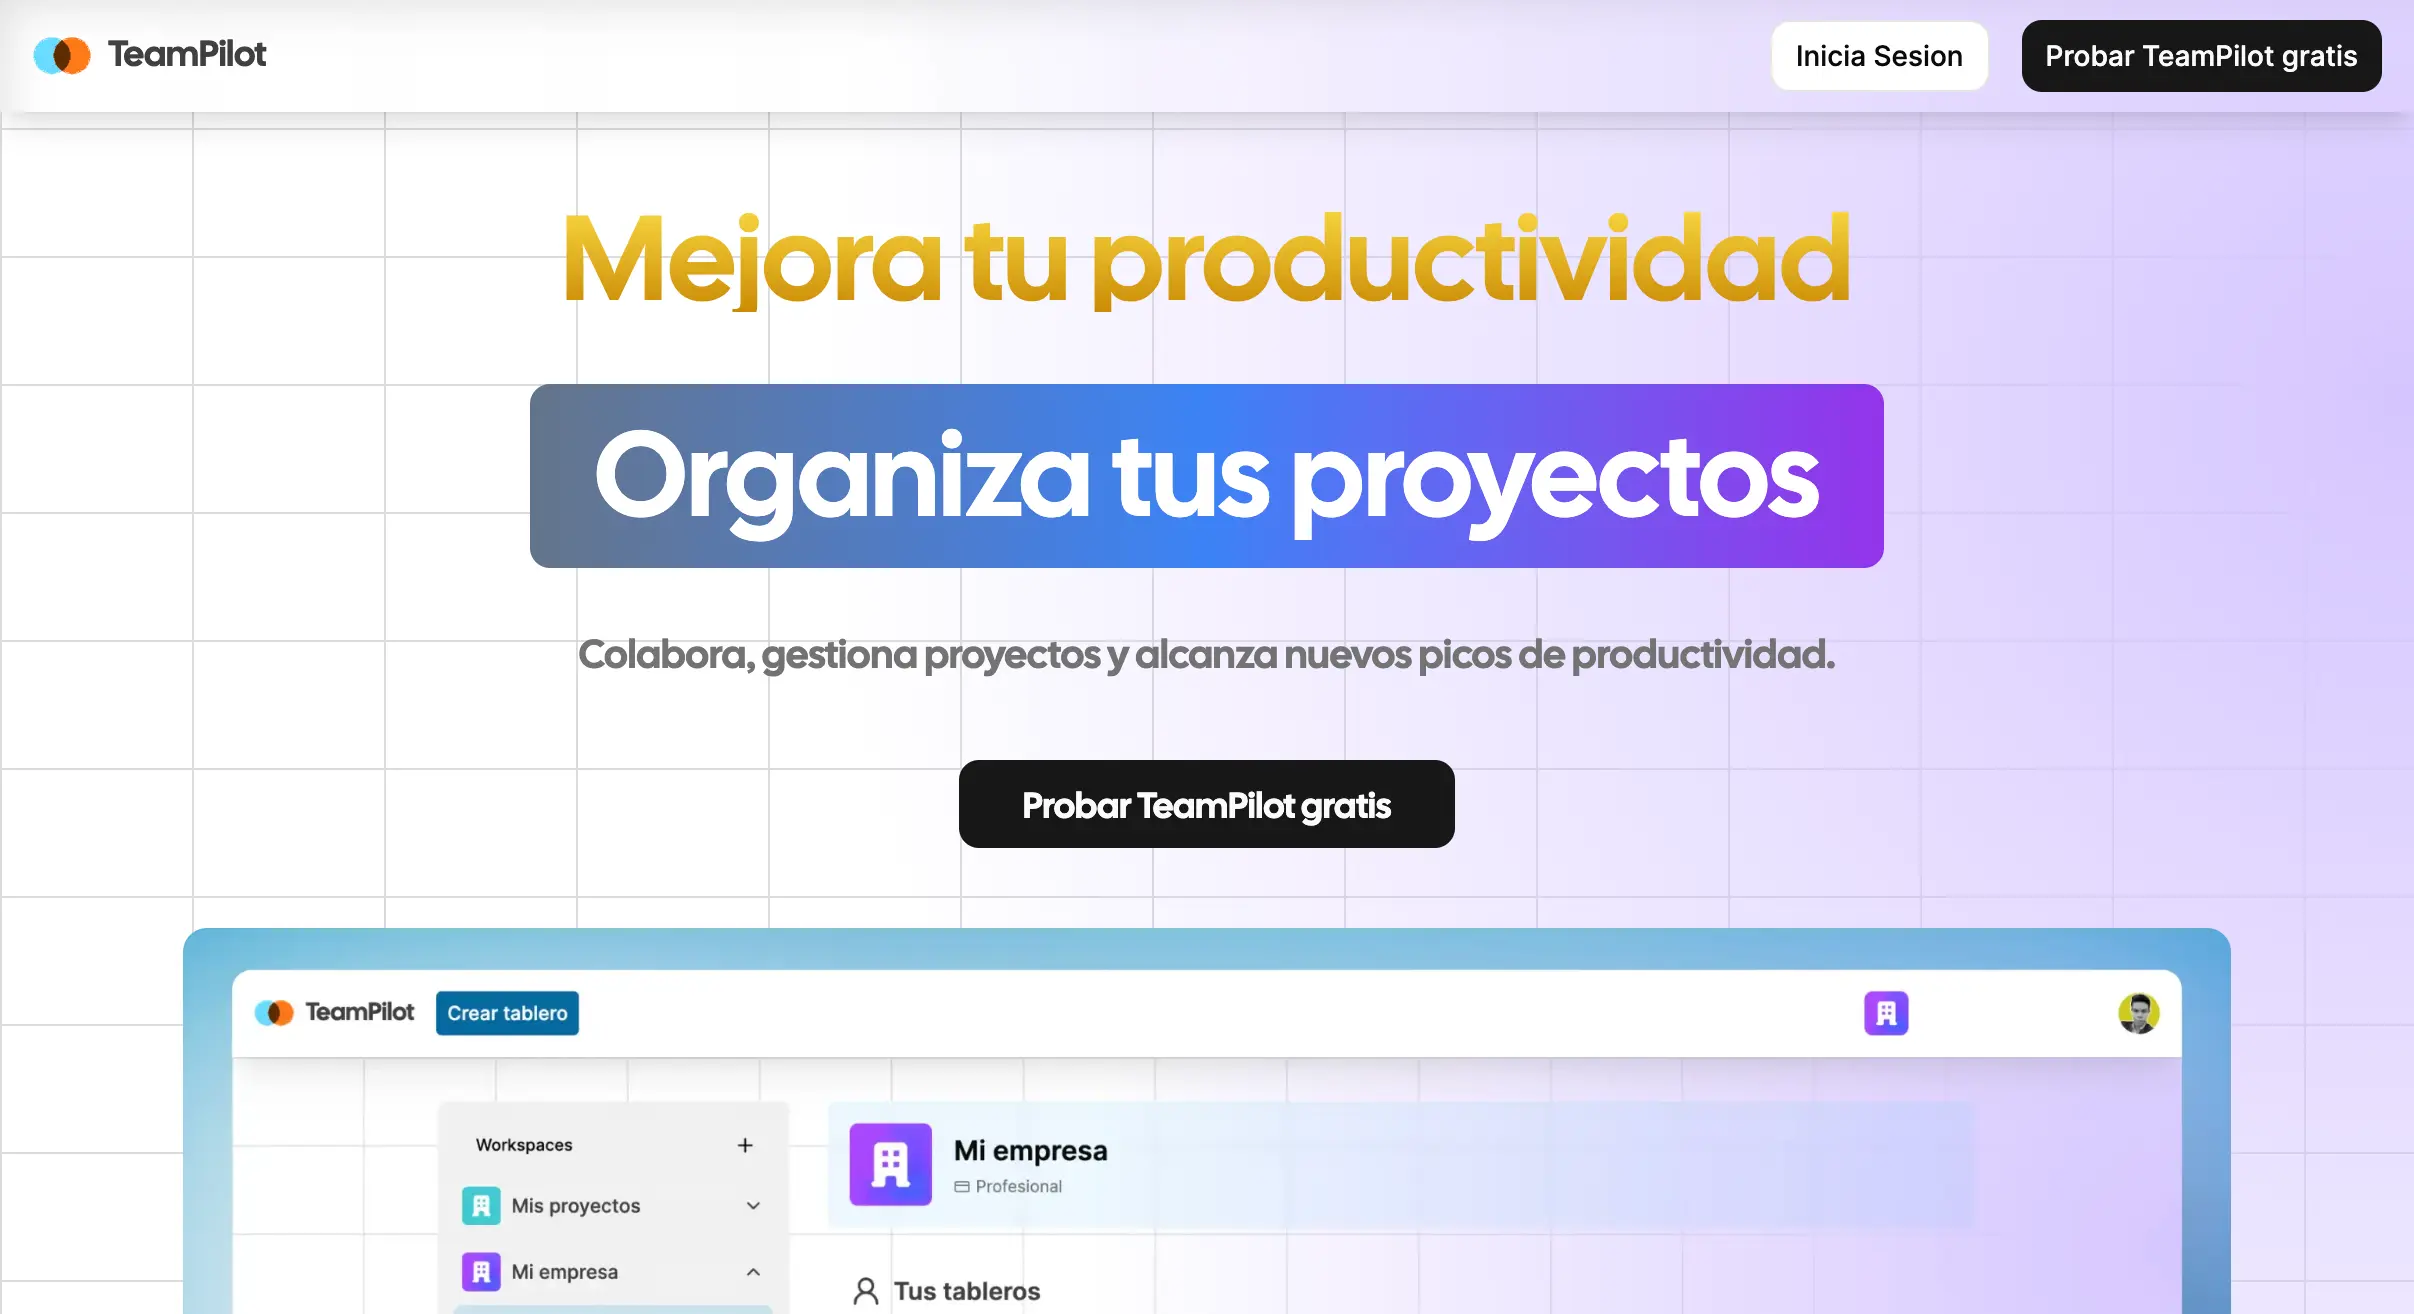 TeamPilot
Inicia Sesion
Probar TeamPilot gratis
Mejora tu productividad
Organiza tus proyectos
Colabora, gestiona proyectos y alcanza nuevos picos de productividad.
Probar TeamPilot gratis
TeamPilot
Crear tablero
Workspaces
Mis proyectos
Mi empresa
Mi empresa
Profesional
Tus tableros